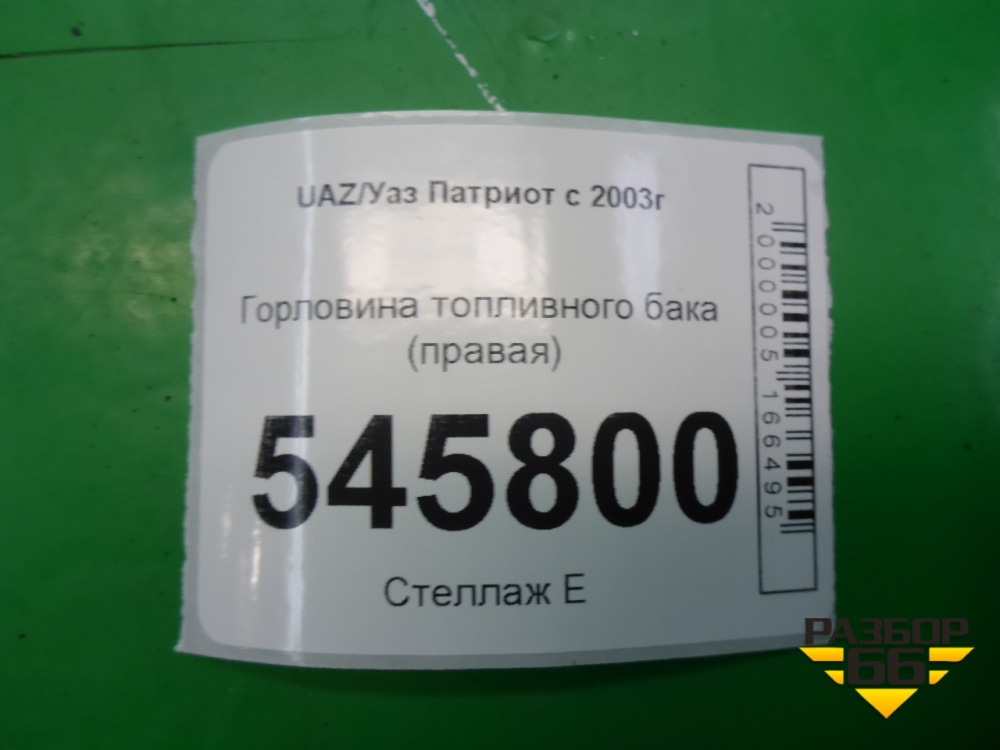 UAZ/Уаз Патриот с 2003г
Горловина топливного бака
(правая)
545800
Стеллаж Е
2000005166495
РАЗБОР
66